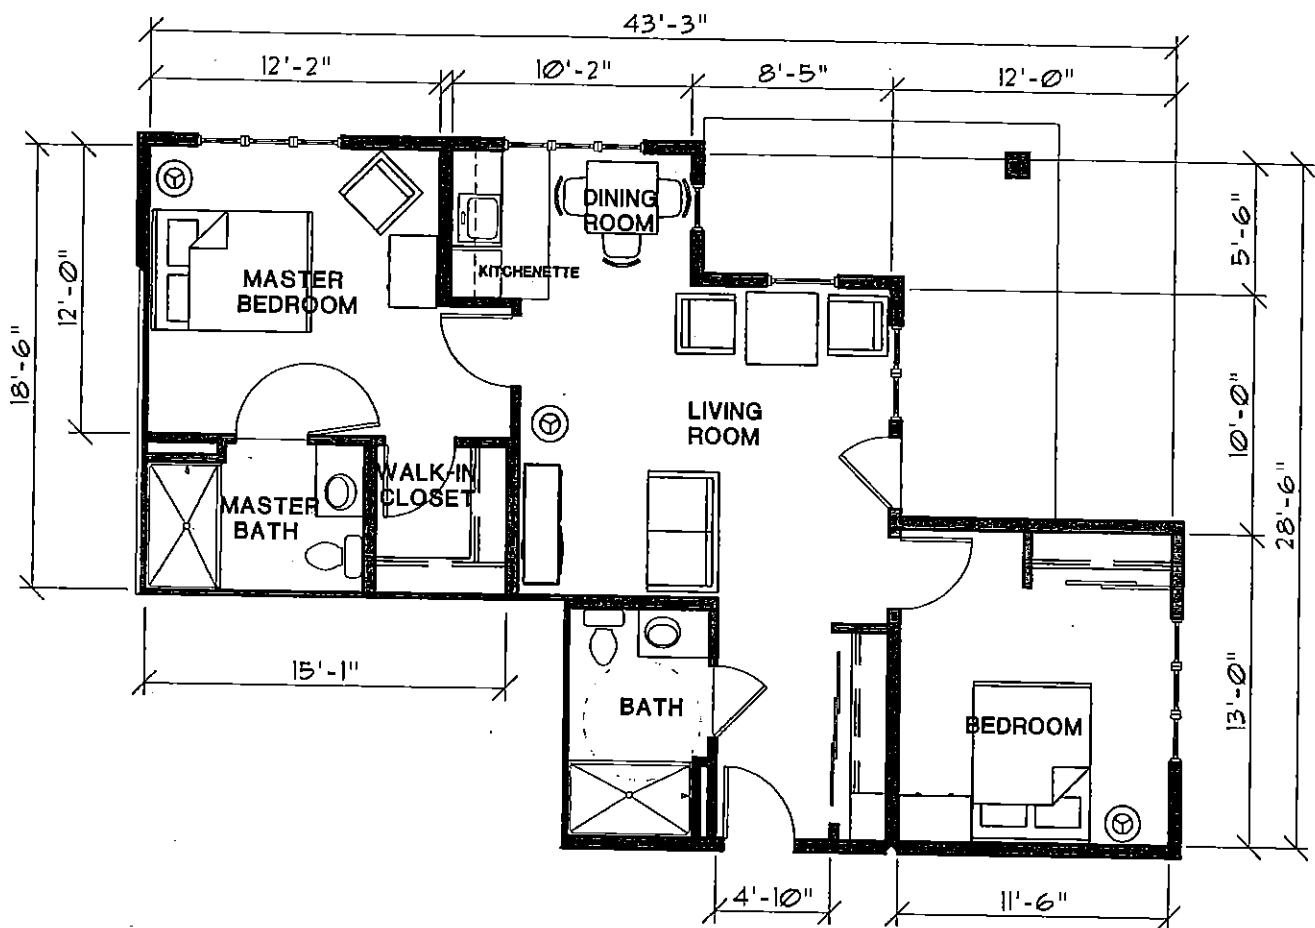 43'-3"
12'-2"
10'-2"
8'-5"
12'-0"
DINING
ROOM
KITCHENETTE
MASTER
BEDROOM
5'-6"
12'-0"
18'-6"
LIVING
ROOM
10'-0"
28'-6"
WALK-IN
CLOSET
MASTER
BATH
15'-1"
BATH
BEDROOM
13'-0"
4'-10"
11'-6"